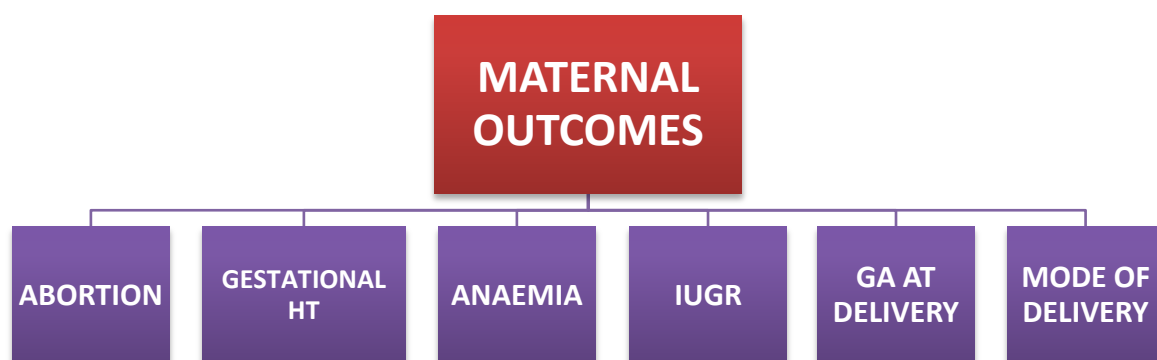 MATERNAL
OUTCOMES
ABORTION
GESTATIONAL
HT
ANAEMIA
IUGR
GA AT
DELIVERY
MODE OF
DELIVERY